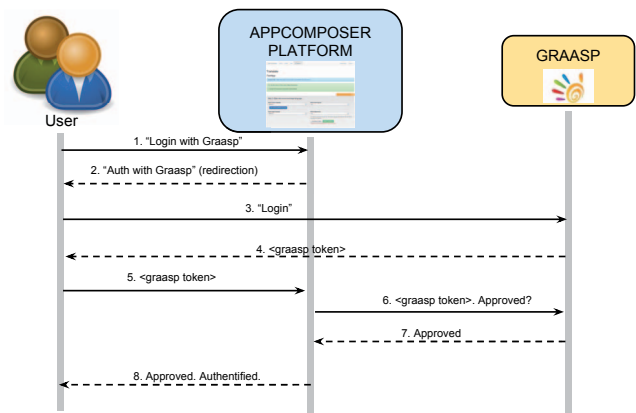 APPCOMPOSER
PLATFORM
GRAASP
User
1. “Login with Graasp”
2. “Auth with Graasp” (redirection)
3. “Login”
4. <graasp token>
5. <graasp token>
6. <graasp token>. Approved?
7. Approved
8. Approved. Authentified.